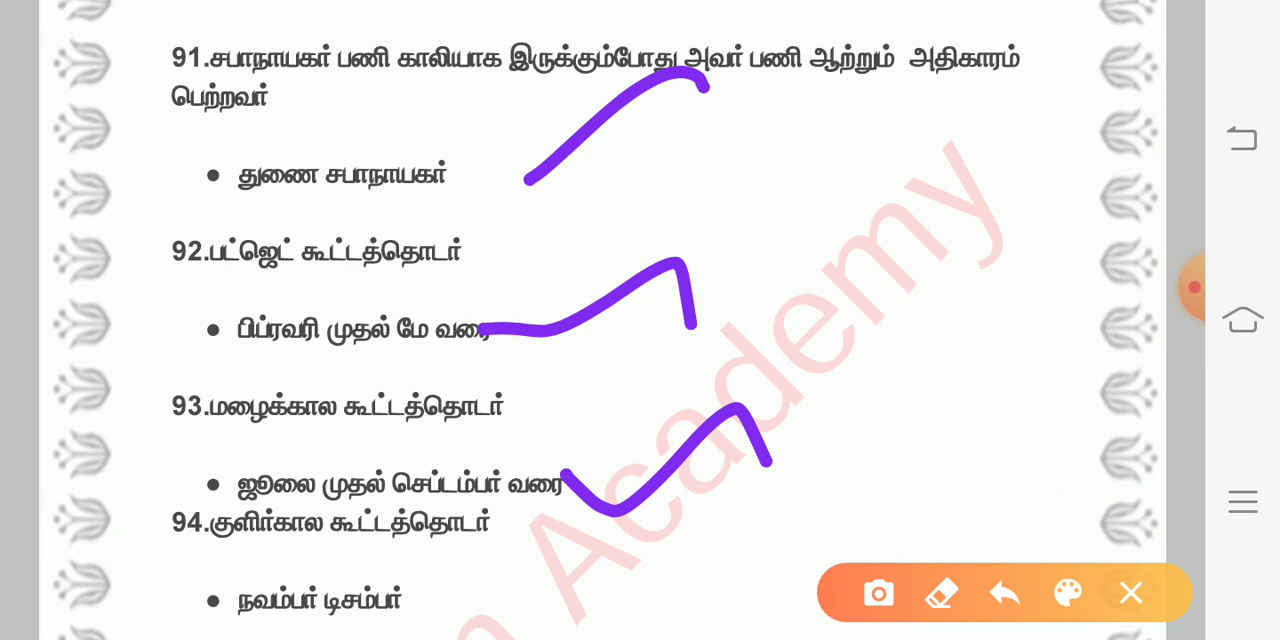 91.சபாநாயகர் பணி காலியாக இருக்கும்போது அவர் பணி ஆற்றும் அதிகாரம்
பெற்றவர்
● துணை சபாநாயகர்
92.பட்ஜெட் கூட்டத்தொடர்
● பிப்ரவரி முதல் மே வரை
93.மழைக்கால கூட்டத்தொடர்
● ஜூலை முதல் செப்டம்பர் வரை
94.குளிர்கால கூட்டத்தொடர்
● நவம்பர் டிசம்பர்
Academy